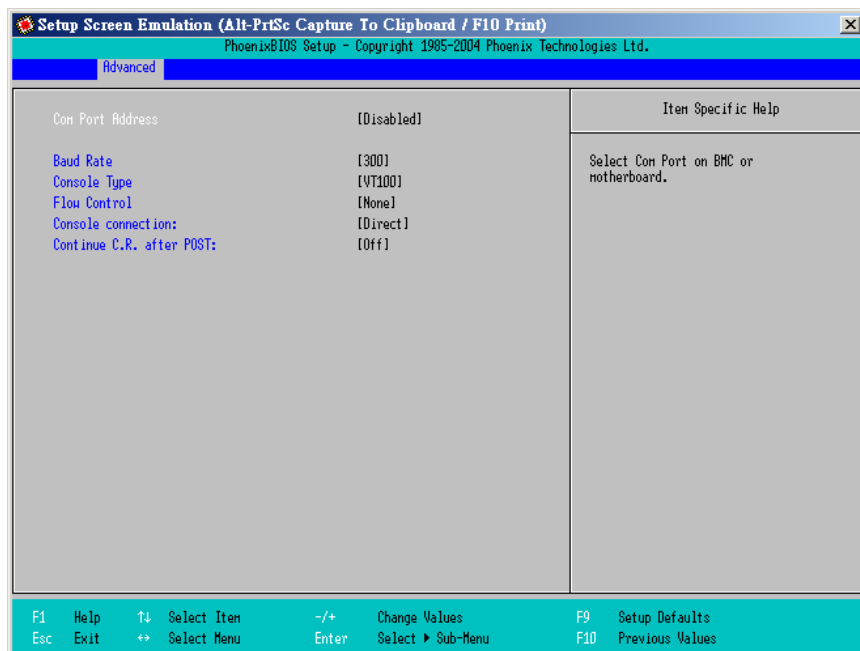 Setup Screen Emulation (Alt-PrtSc Capture To Clipboard / F10 Print)
PhoenixBIOS Setup - Copyright 1985-2004 Phoenix Technologies Ltd.
Advanced
Item Specific Help
Com Port Address [Disabled]
Baud Rate [300]
Console Type [VT100]
Flow Control [None]
Console connection: [Direct]
Continue C.R. after POST: [Off]
Select Com Port on BMC or
motherboard.
F1 Help ↑↓ Select Item -/+ Change Values F9 Setup Defaults
Esc Exit ↔ Select Menu Enter Select ▶ Sub-Menu F10 Previous Values